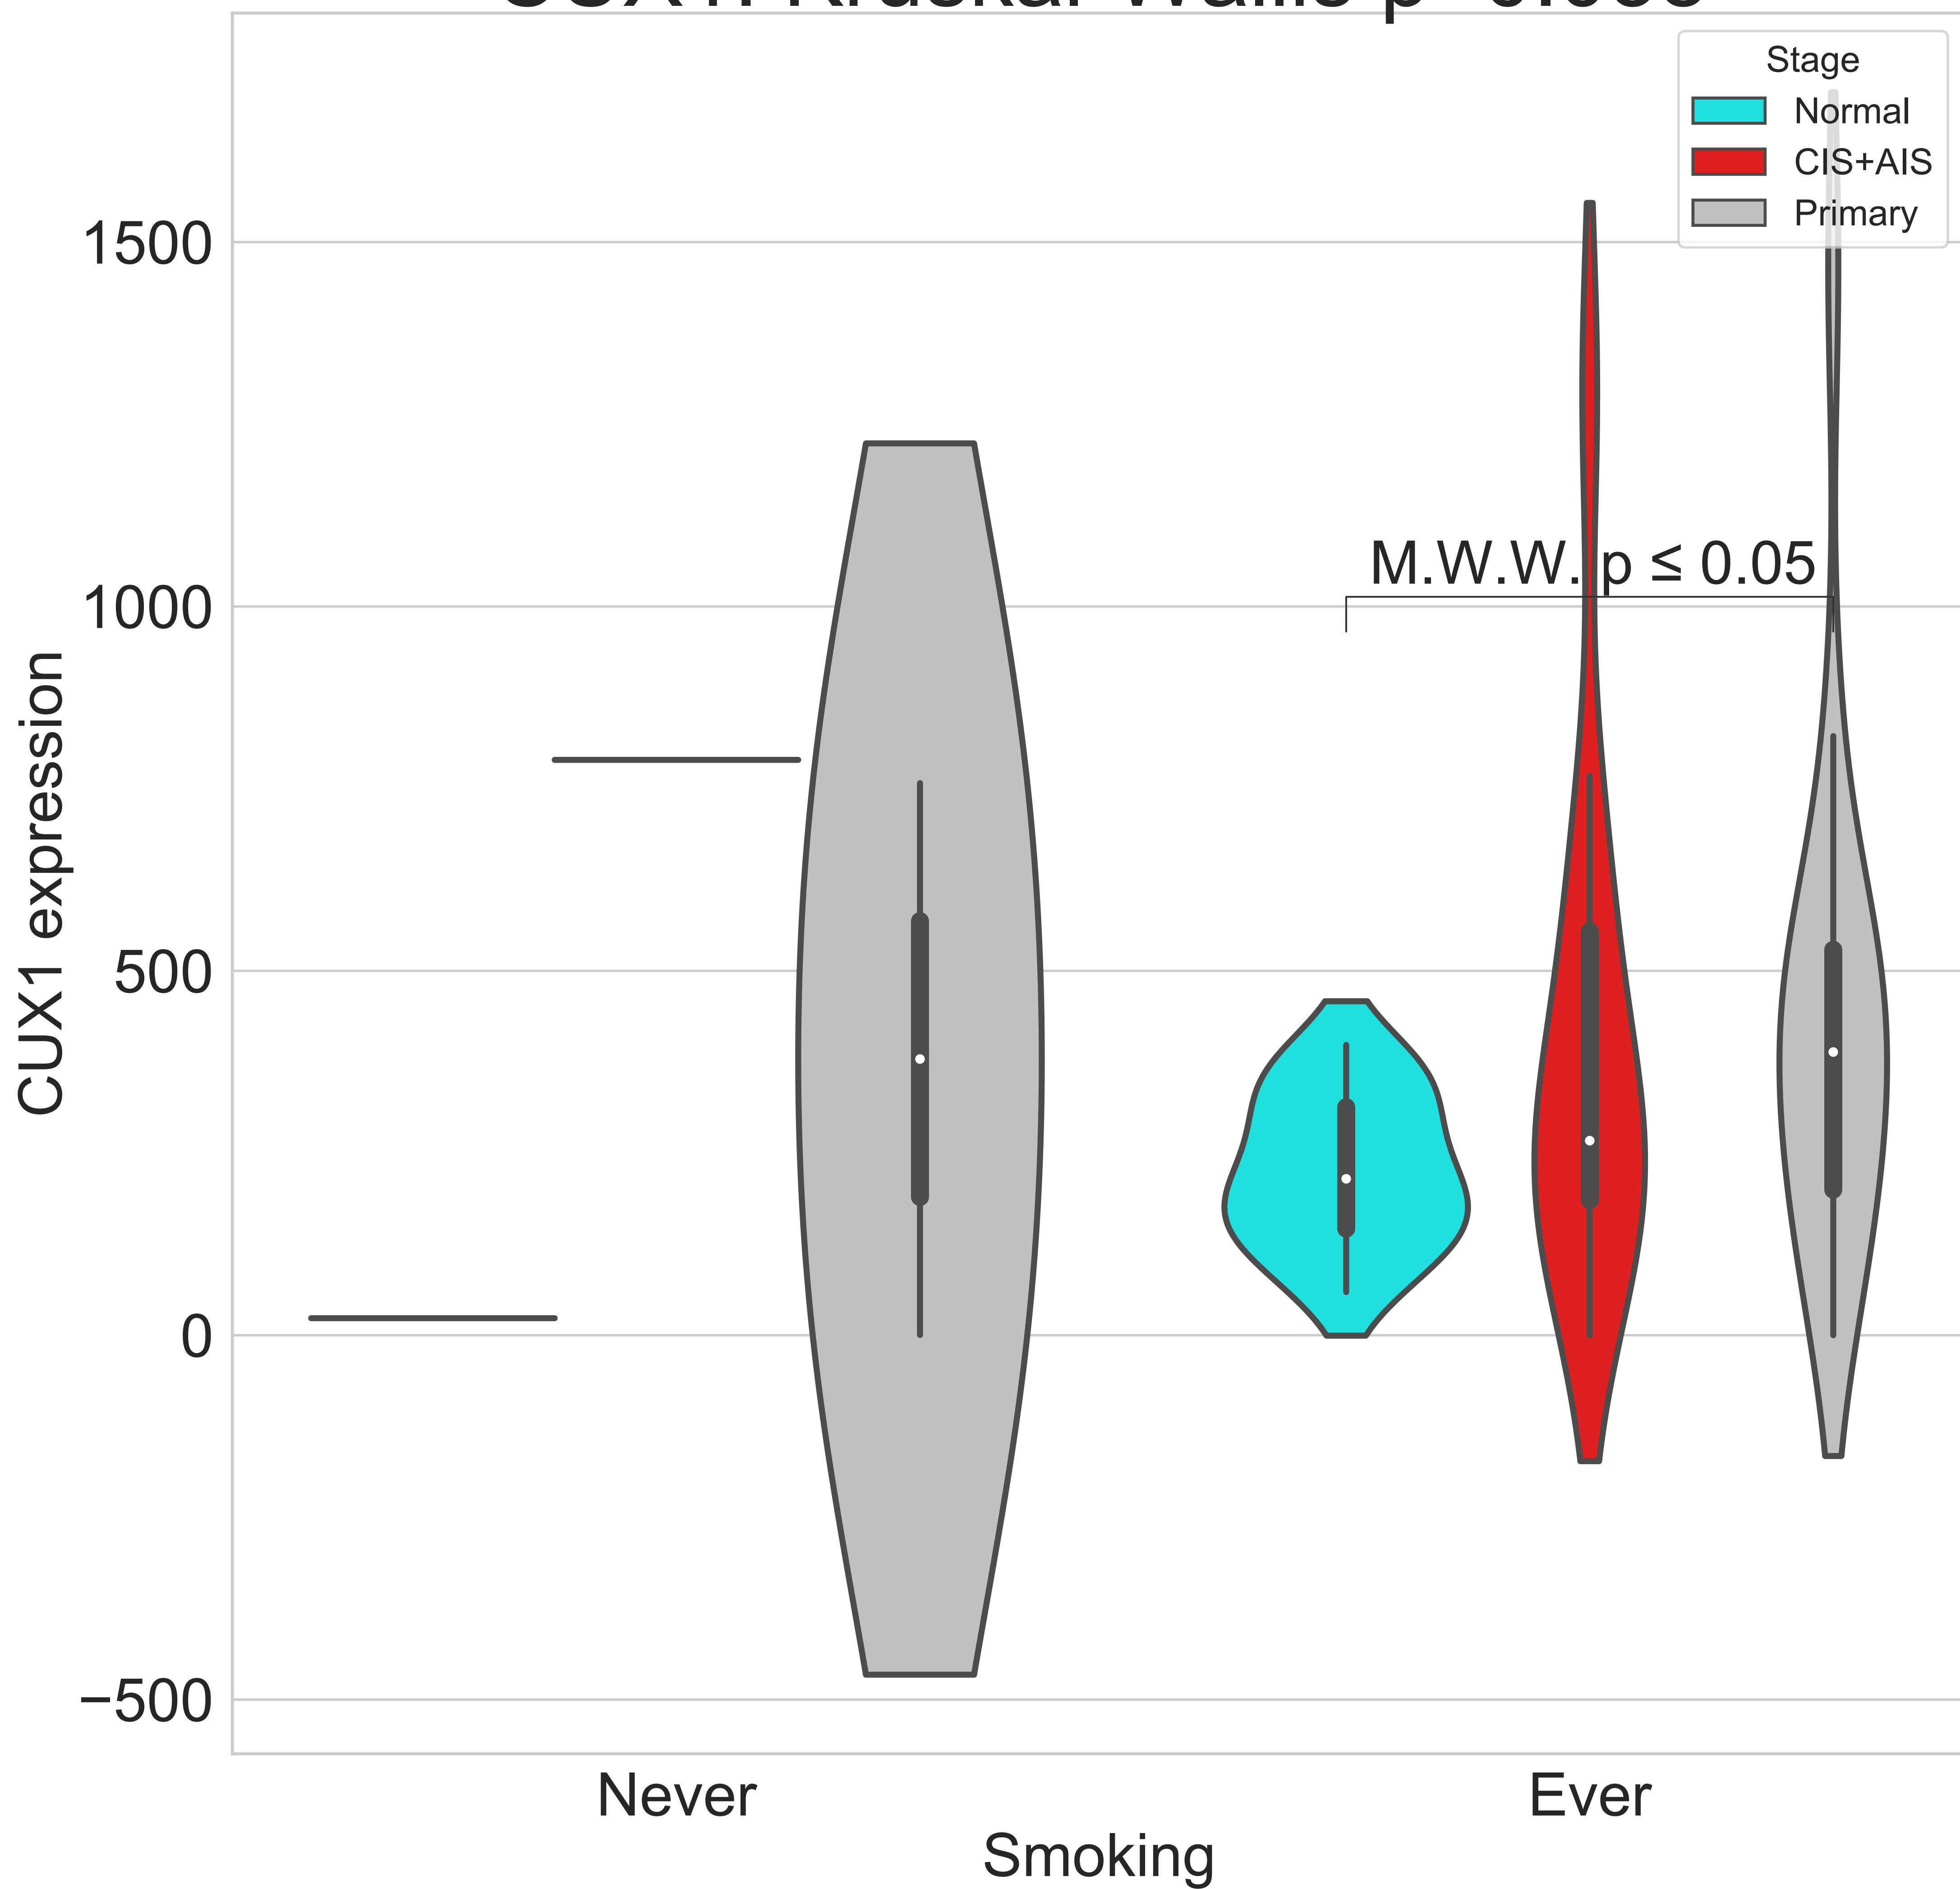 Stage
Normal
CIS+AIS
Primary
1500
1000
500
0
−500
M.W.W. p ≤ 0.05
CUX1 expression
Never
Ever
Smoking